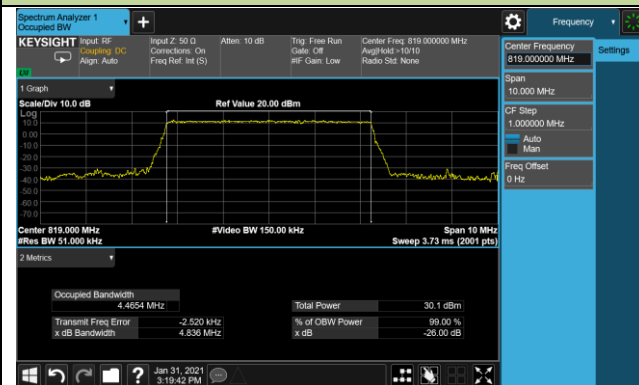 Spectrum Analyzer 1
Occupied BW
Frequency
KEYSIGHT
Input: RF
Coupling: DC
Align: Auto
Input Z: 50 Ω
Corrections: On
Freq Ref: Int (S)
Atten: 10 dB
Trig: Free Run
Gate: Off
#IF Gain: Low
Center Freq: 819.000000 MHz
Avg|Hold:>10/10
Radio Std: None
LV
1 Graph
Scale/Div 10.0 dB
Ref Value 20.00 dBm
Log
10.0
0.00
-10.0
-20.0
-30.0
-40.0
-50.0
-60.0
-70.0
Center 819.000 MHz
#Video BW 150.00 kHz
Span 10 MHz
#Res BW 51.000 kHz
Sweep 3.73 ms (2001 pts)
2 Metrics
Occupied Bandwidth
4.4654 MHz
Total Power
30.1 dBm
Transmit Freq Error
-2.520 kHz
% of OBW Power
99.00 %
x dB Bandwidth
4.836 MHz
x dB
-26.00 dB
Jan 31, 2021
3:19:42 PM
Center Frequency
819.000000 MHz
Settings
Span
10.000 MHz
CF Step
1.000000 MHz
Auto
Man
Freq Offset
0 Hz